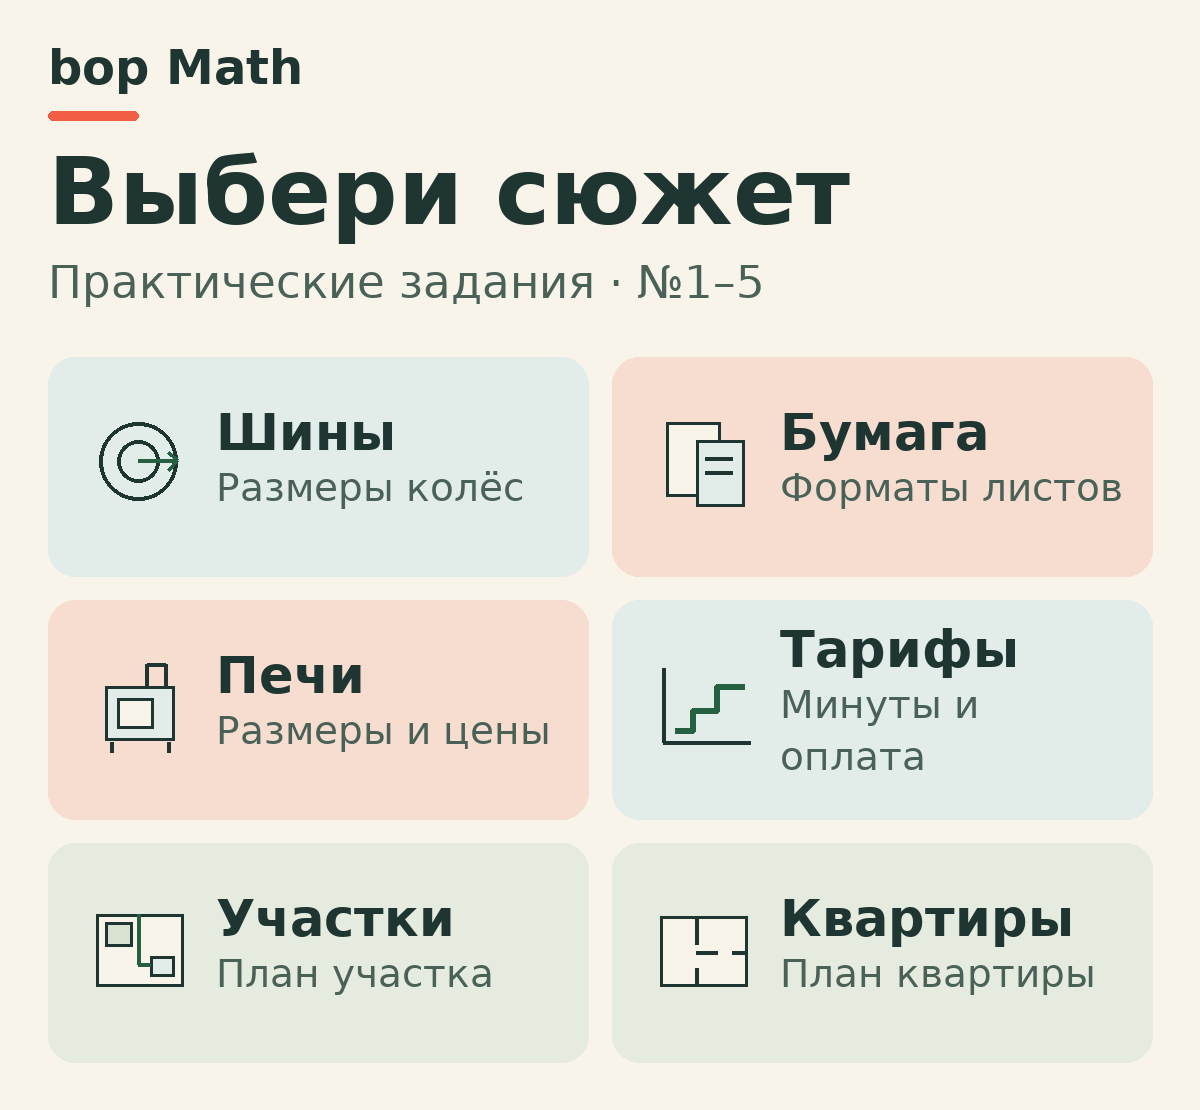 bop Math
Выбери сюжет
Практические задания · №1–5
Шины
Размеры колёс
Бумага
Форматы листов
Печи
Размеры и цены
Тарифы
Минуты и
оплата
Участки
План участка
Квартиры
План квартиры